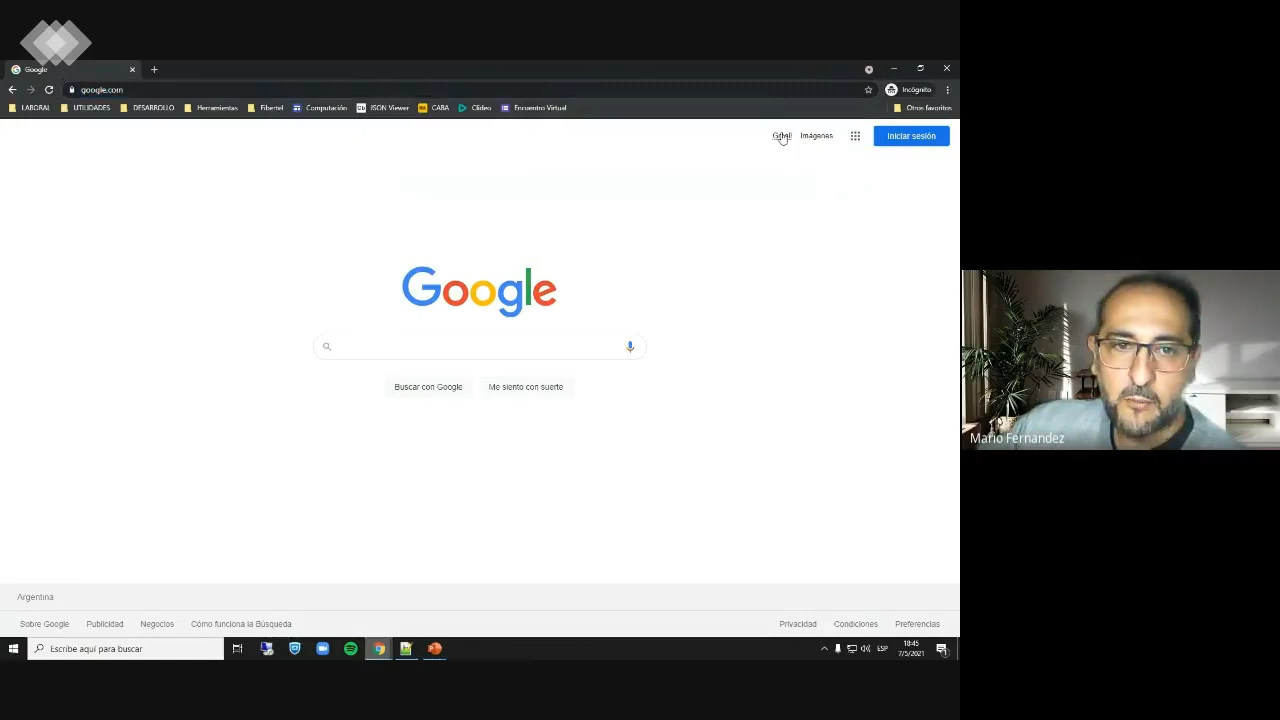 Google
google.com
Incógnito
LABORAL UTILIDADES DESARROLLO Herramientas Fibertel Computación JSON Viewer CABA Clideo Encuentro Virtual Otros favoritos
Gmail Imágenes Iniciar sesión
Google
Buscar con Google Me siento con suerte
Mario Fernandez
Argentina
Sobre Google Publicidad Negocios Cómo funciona la Búsqueda Privacidad Condiciones Preferencias
Escribe aquí para buscar ESP 18:45
7/5/2021